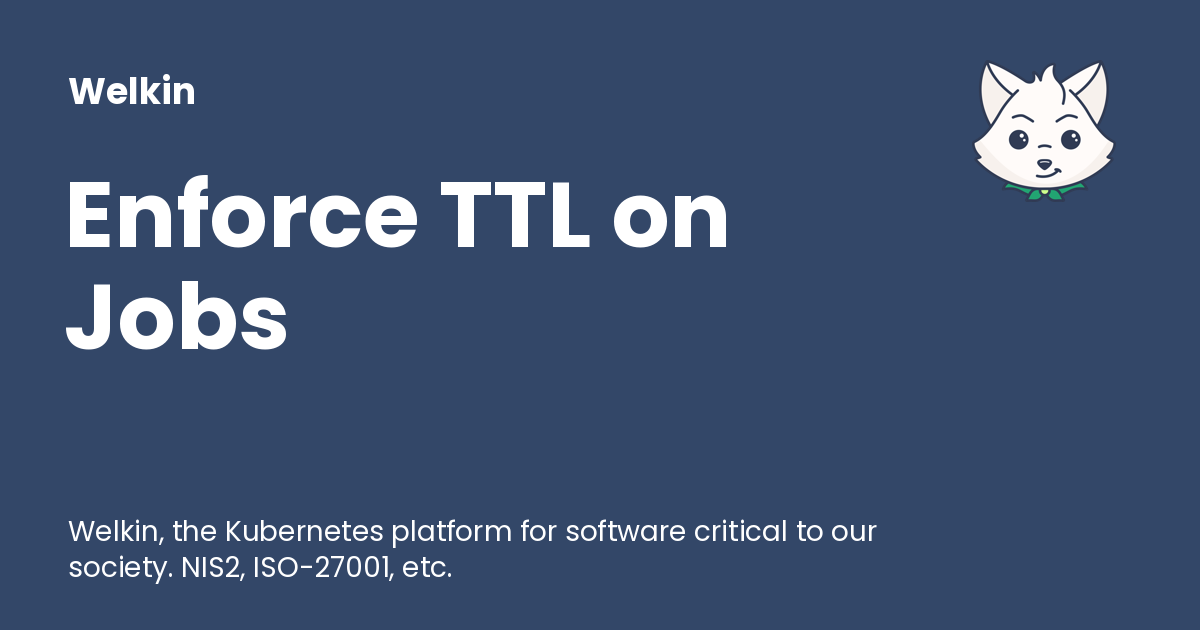 Welkin
Enforce TTL on
Jobs
Welkin, the Kubernetes platform for software critical to our
society. NIS2, ISO-27001, etc.